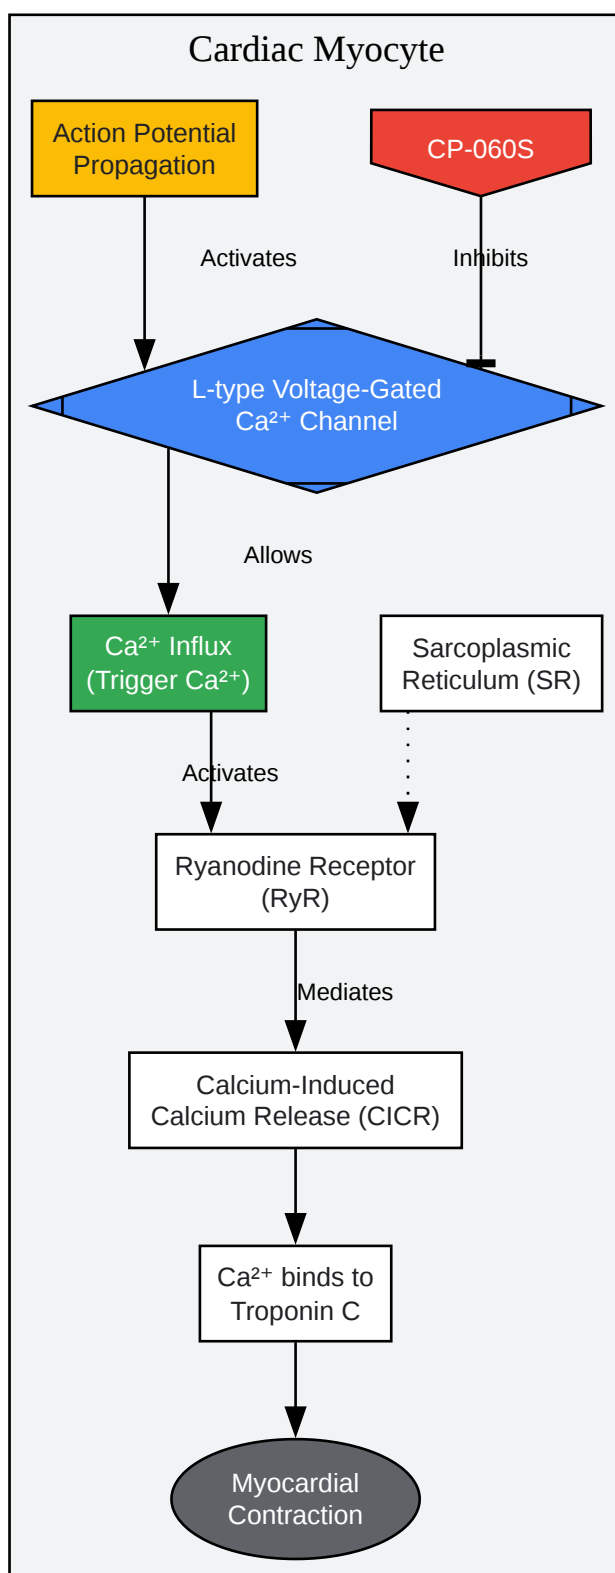 Cardiac Myocyte
Action Potential
Propagation
CP-060S
Activates
Inhibits
L-type Voltage-Gated
Ca²⁺ Channel
Allows
Ca²⁺ Influx
(Trigger Ca²⁺)
Sarcoplasmic
Reticulum (SR)
Activates
Ryanodine Receptor
(RyR)
Mediates
Calcium-Induced
Calcium Release (CICR)
Ca²⁺ binds to
Troponin C
Myocardial
Contraction